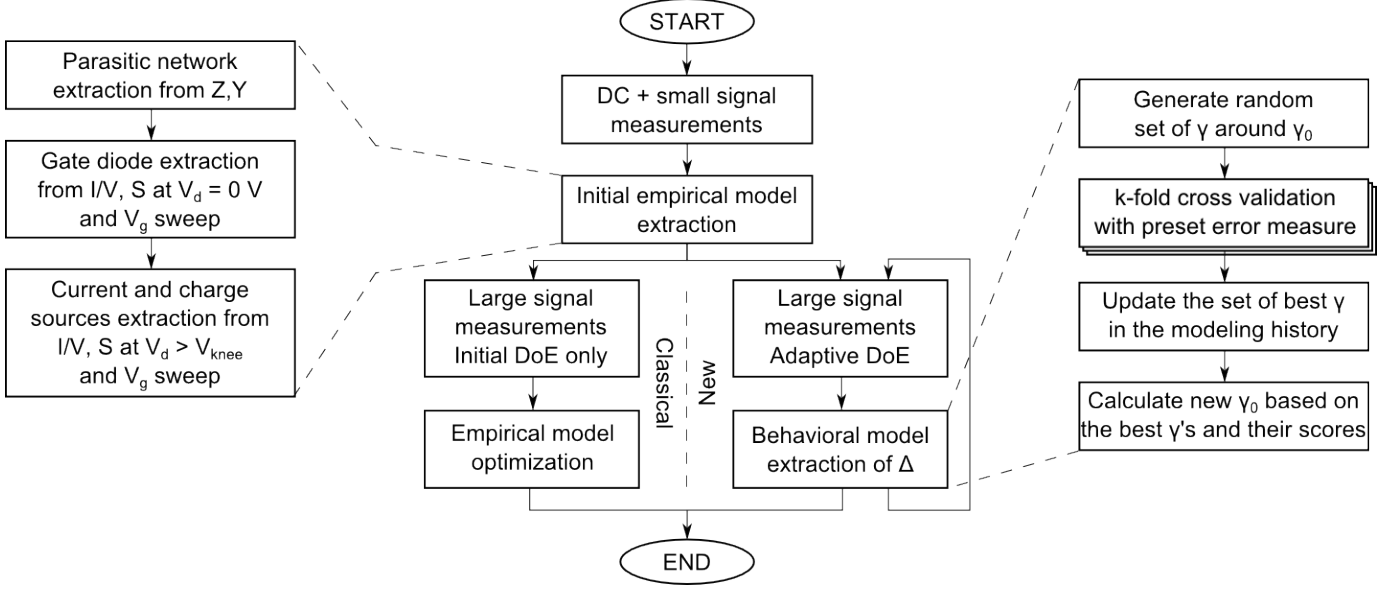 START
DC + small signal
measurements
Initial empirical model
extraction
Parasitic network
extraction from Z,Y
Gate diode extraction
from I/V, S at V_d = 0 V
and V_g sweep
Current and charge
sources extraction from
I/V, S at V_d > V_knee
and V_g sweep
Large signal
measurements
Initial DoE only
Empirical model
optimization
Classical
New
Large signal
measurements
Adaptive DoE
Behavioral model
extraction of Δ
END
Generate random
set of γ around γ₀
k-fold cross validation
with preset error measure
Update the set of best γ
in the modeling history
Calculate new γ₀ based on
the best γ's and their scores